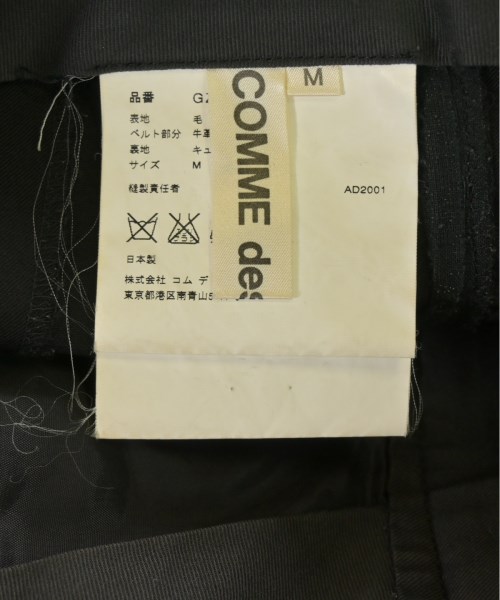 M
COMME des
品番 G
表地 毛
ベルト部分 牛革
裏地 キュ
サイズ M
縫製責任者 AD2001
日本製
株式会社 コム デ
東京都港区南青山5